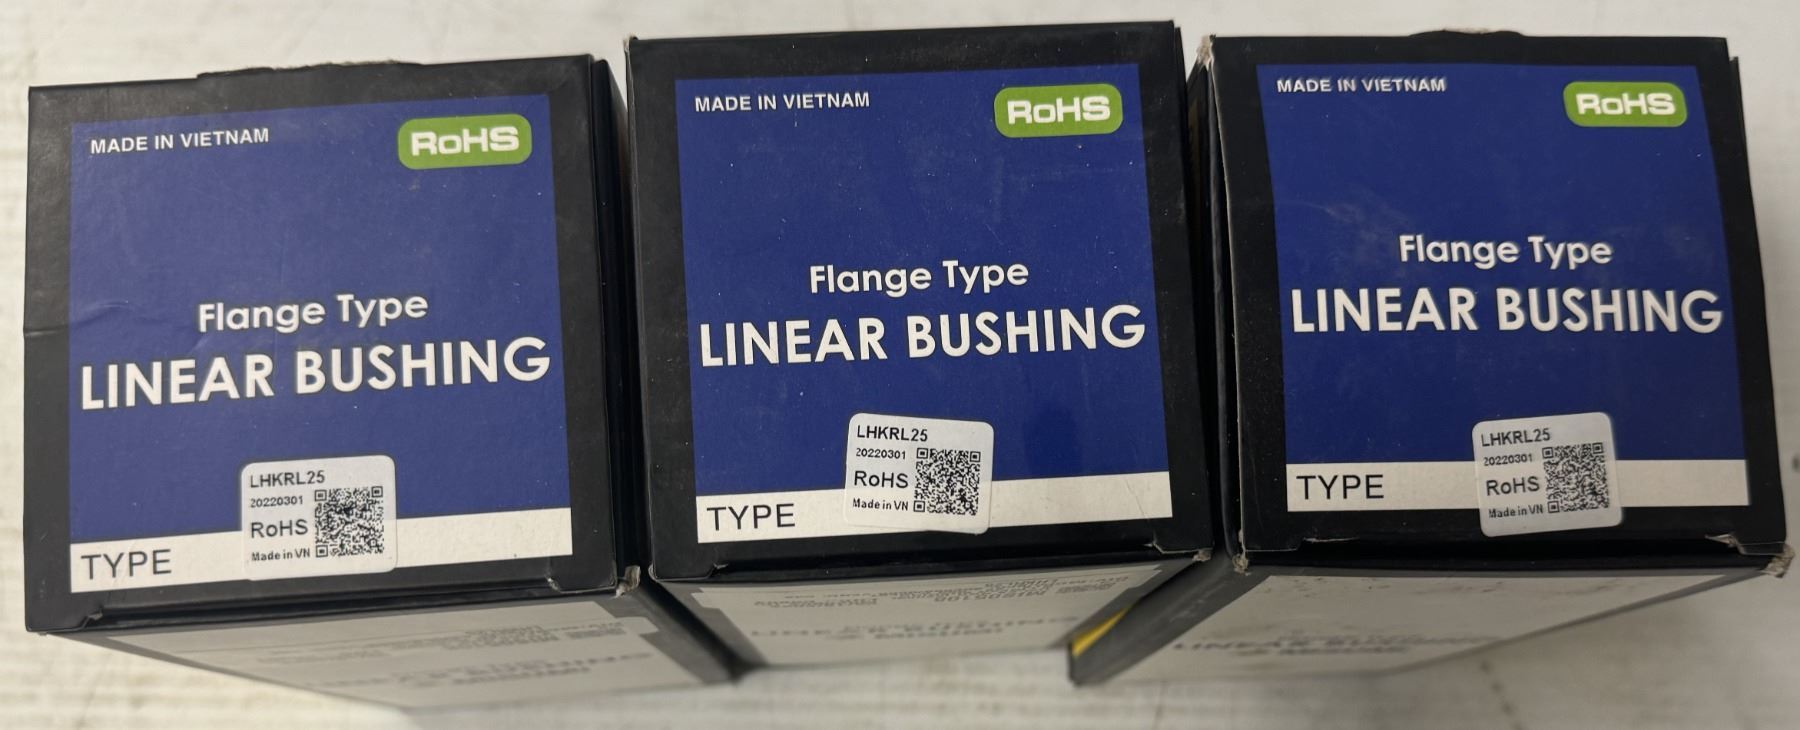 MADE IN VIETNAM
RoHS
Flange Type
LINEAR BUSHING
LHKRL25
20220301
RoHS
Made in VN
TYPE
MADE IN VIETNAM
RoHS
Flange Type
LINEAR BUSHING
LHKRL25
20220301
RoHS
Made in VN
TYPE
MADE IN VIETNAM
RoHS
Flange Type
LINEAR BUSHING
LHKRL25
20220301
RoHS
Made in VN
TYPE
LINEAR BUSHING